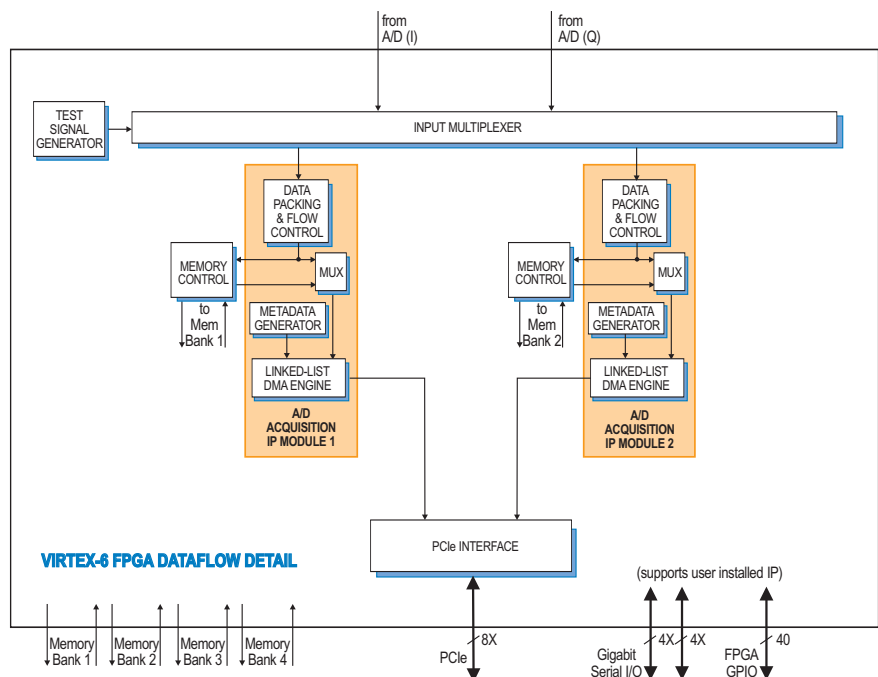 from
A/D (I)
from
A/D (Q)
TEST
SIGNAL
GENERATOR
INPUT MULTIPLEXER
DATA
PACKING
& FLOW
CONTROL
MEMORY
CONTROL
MUX
to
Mem
Bank 1
METADATA
GENERATOR
LINKED-LIST
DMA ENGINE
A/D
ACQUISITION
IP MODULE 1
DATA
PACKING
& FLOW
CONTROL
MEMORY
CONTROL
MUX
to
Mem
Bank 2
METADATA
GENERATOR
LINKED-LIST
DMA ENGINE
A/D
ACQUISITION
IP MODULE 2
PCIe INTERFACE
VIRTEX-6 FPGA DATAFLOW DETAIL
(supports user installed IP)
Memory
Bank 1
Memory
Bank 2
Memory
Bank 3
Memory
Bank 4
8X
PCIe
4X
4X
Gigabit
Serial I/O
40
FPGA
GPIO